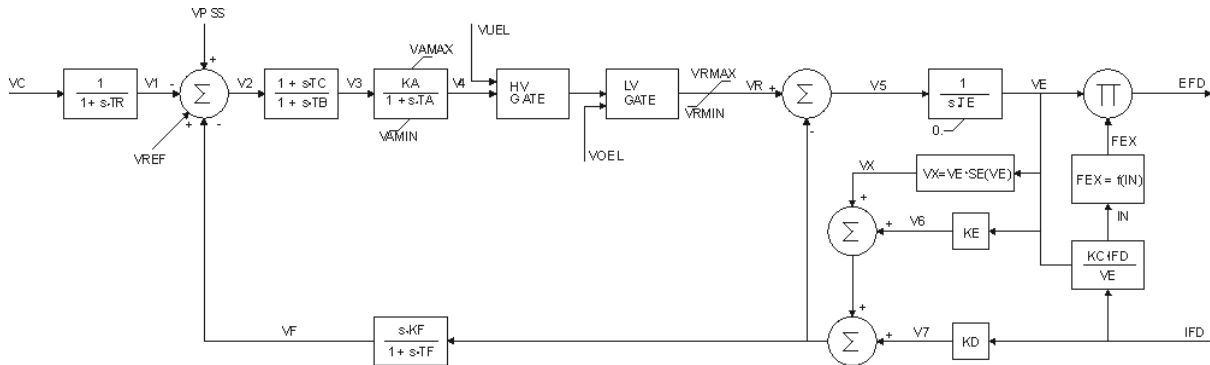 VPSS
VUEL
VAMAX
VC
1
1+ s•TR
V1
-
+
Σ
+
-
V2
1 + s•TC
1 + s•TB
V3
KA
1 + s•TA
V4
HV
GATE
LV
GATE
VRMAX
VR
+
Σ
-
V5
1
s•TE
VE
Π
EFD
VRMIN
VAMIN
0.
VREF
VOEL
FEX
VX
VX=VE•SE(VE)
FEX = f(IN)
+
Σ
+
V6
KE
IN
KC•IFD
VE
VF
s•KF
1 + s•TF
+
Σ
+
V7
KD
IFD